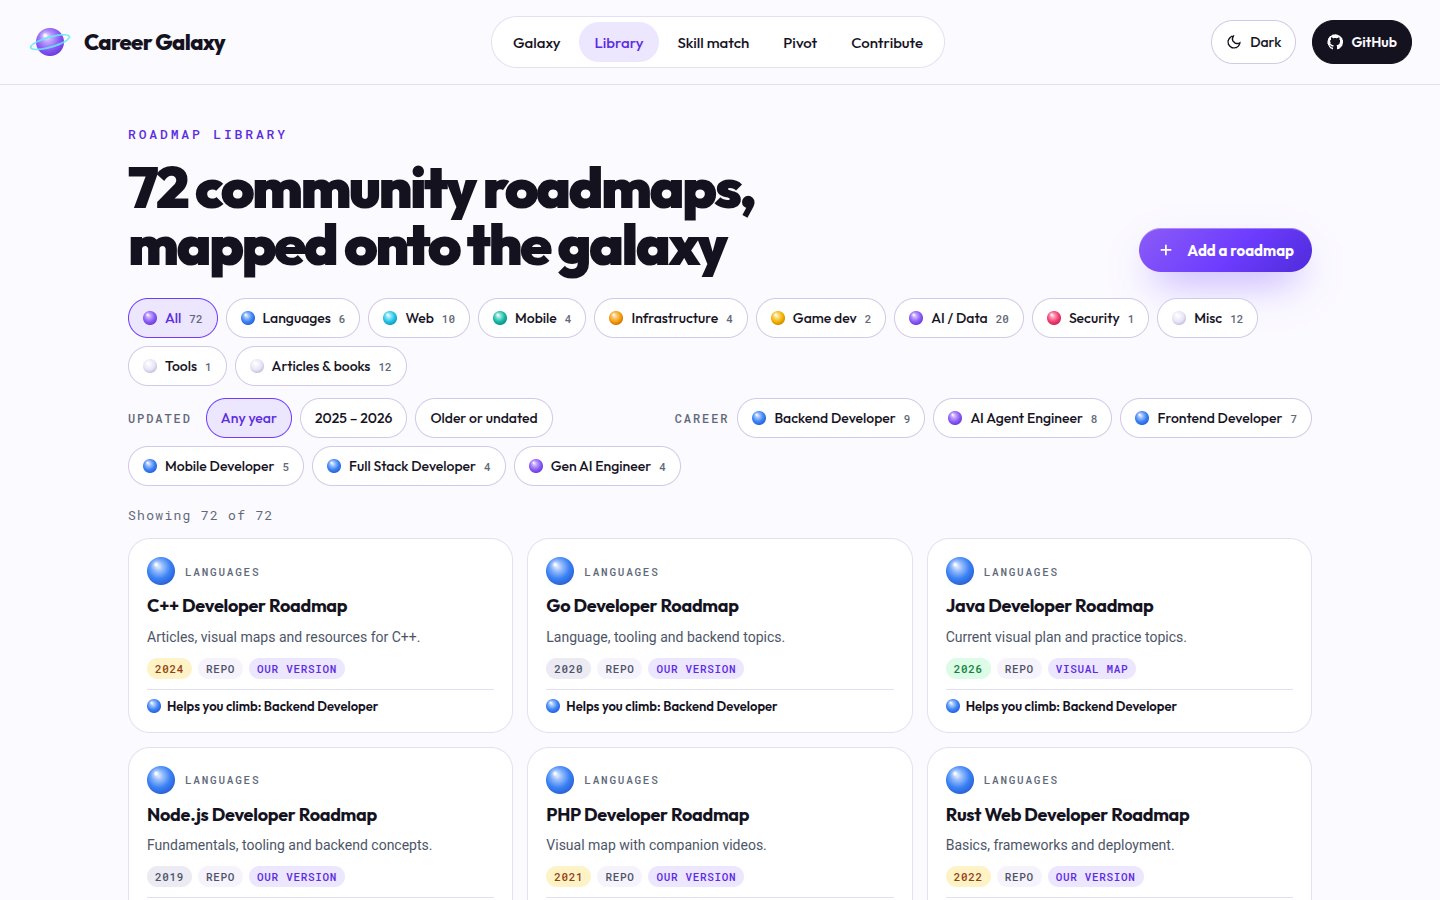 Career Galaxy
Galaxy Library Skill match Pivot Contribute
Dark GitHub
ROADMAP LIBRARY
72 community roadmaps,
mapped onto the galaxy
+ Add a roadmap
All 72 Languages 6 Web 10 Mobile 4 Infrastructure 4 Game dev 2 AI / Data 20 Security 1 Misc 12
Tools 1 Articles & books 12
UPDATED Any year 2025 – 2026 Older or undated CAREER Backend Developer 9 AI Agent Engineer 8 Frontend Developer 7
Mobile Developer 5 Full Stack Developer 4 Gen AI Engineer 4
Showing 72 of 72
LANGUAGES
C++ Developer Roadmap
Articles, visual maps and resources for C++.
2024 REPO OUR VERSION
Helps you climb: Backend Developer
LANGUAGES
Go Developer Roadmap
Language, tooling and backend topics.
2020 REPO OUR VERSION
Helps you climb: Backend Developer
LANGUAGES
Java Developer Roadmap
Current visual plan and practice topics.
2026 REPO VISUAL MAP
Helps you climb: Backend Developer
LANGUAGES
Node.js Developer Roadmap
Fundamentals, tooling and backend concepts.
2019 REPO OUR VERSION
LANGUAGES
PHP Developer Roadmap
Visual map with companion videos.
2021 REPO OUR VERSION
LANGUAGES
Rust Web Developer Roadmap
Basics, frameworks and deployment.
2022 REPO OUR VERSION